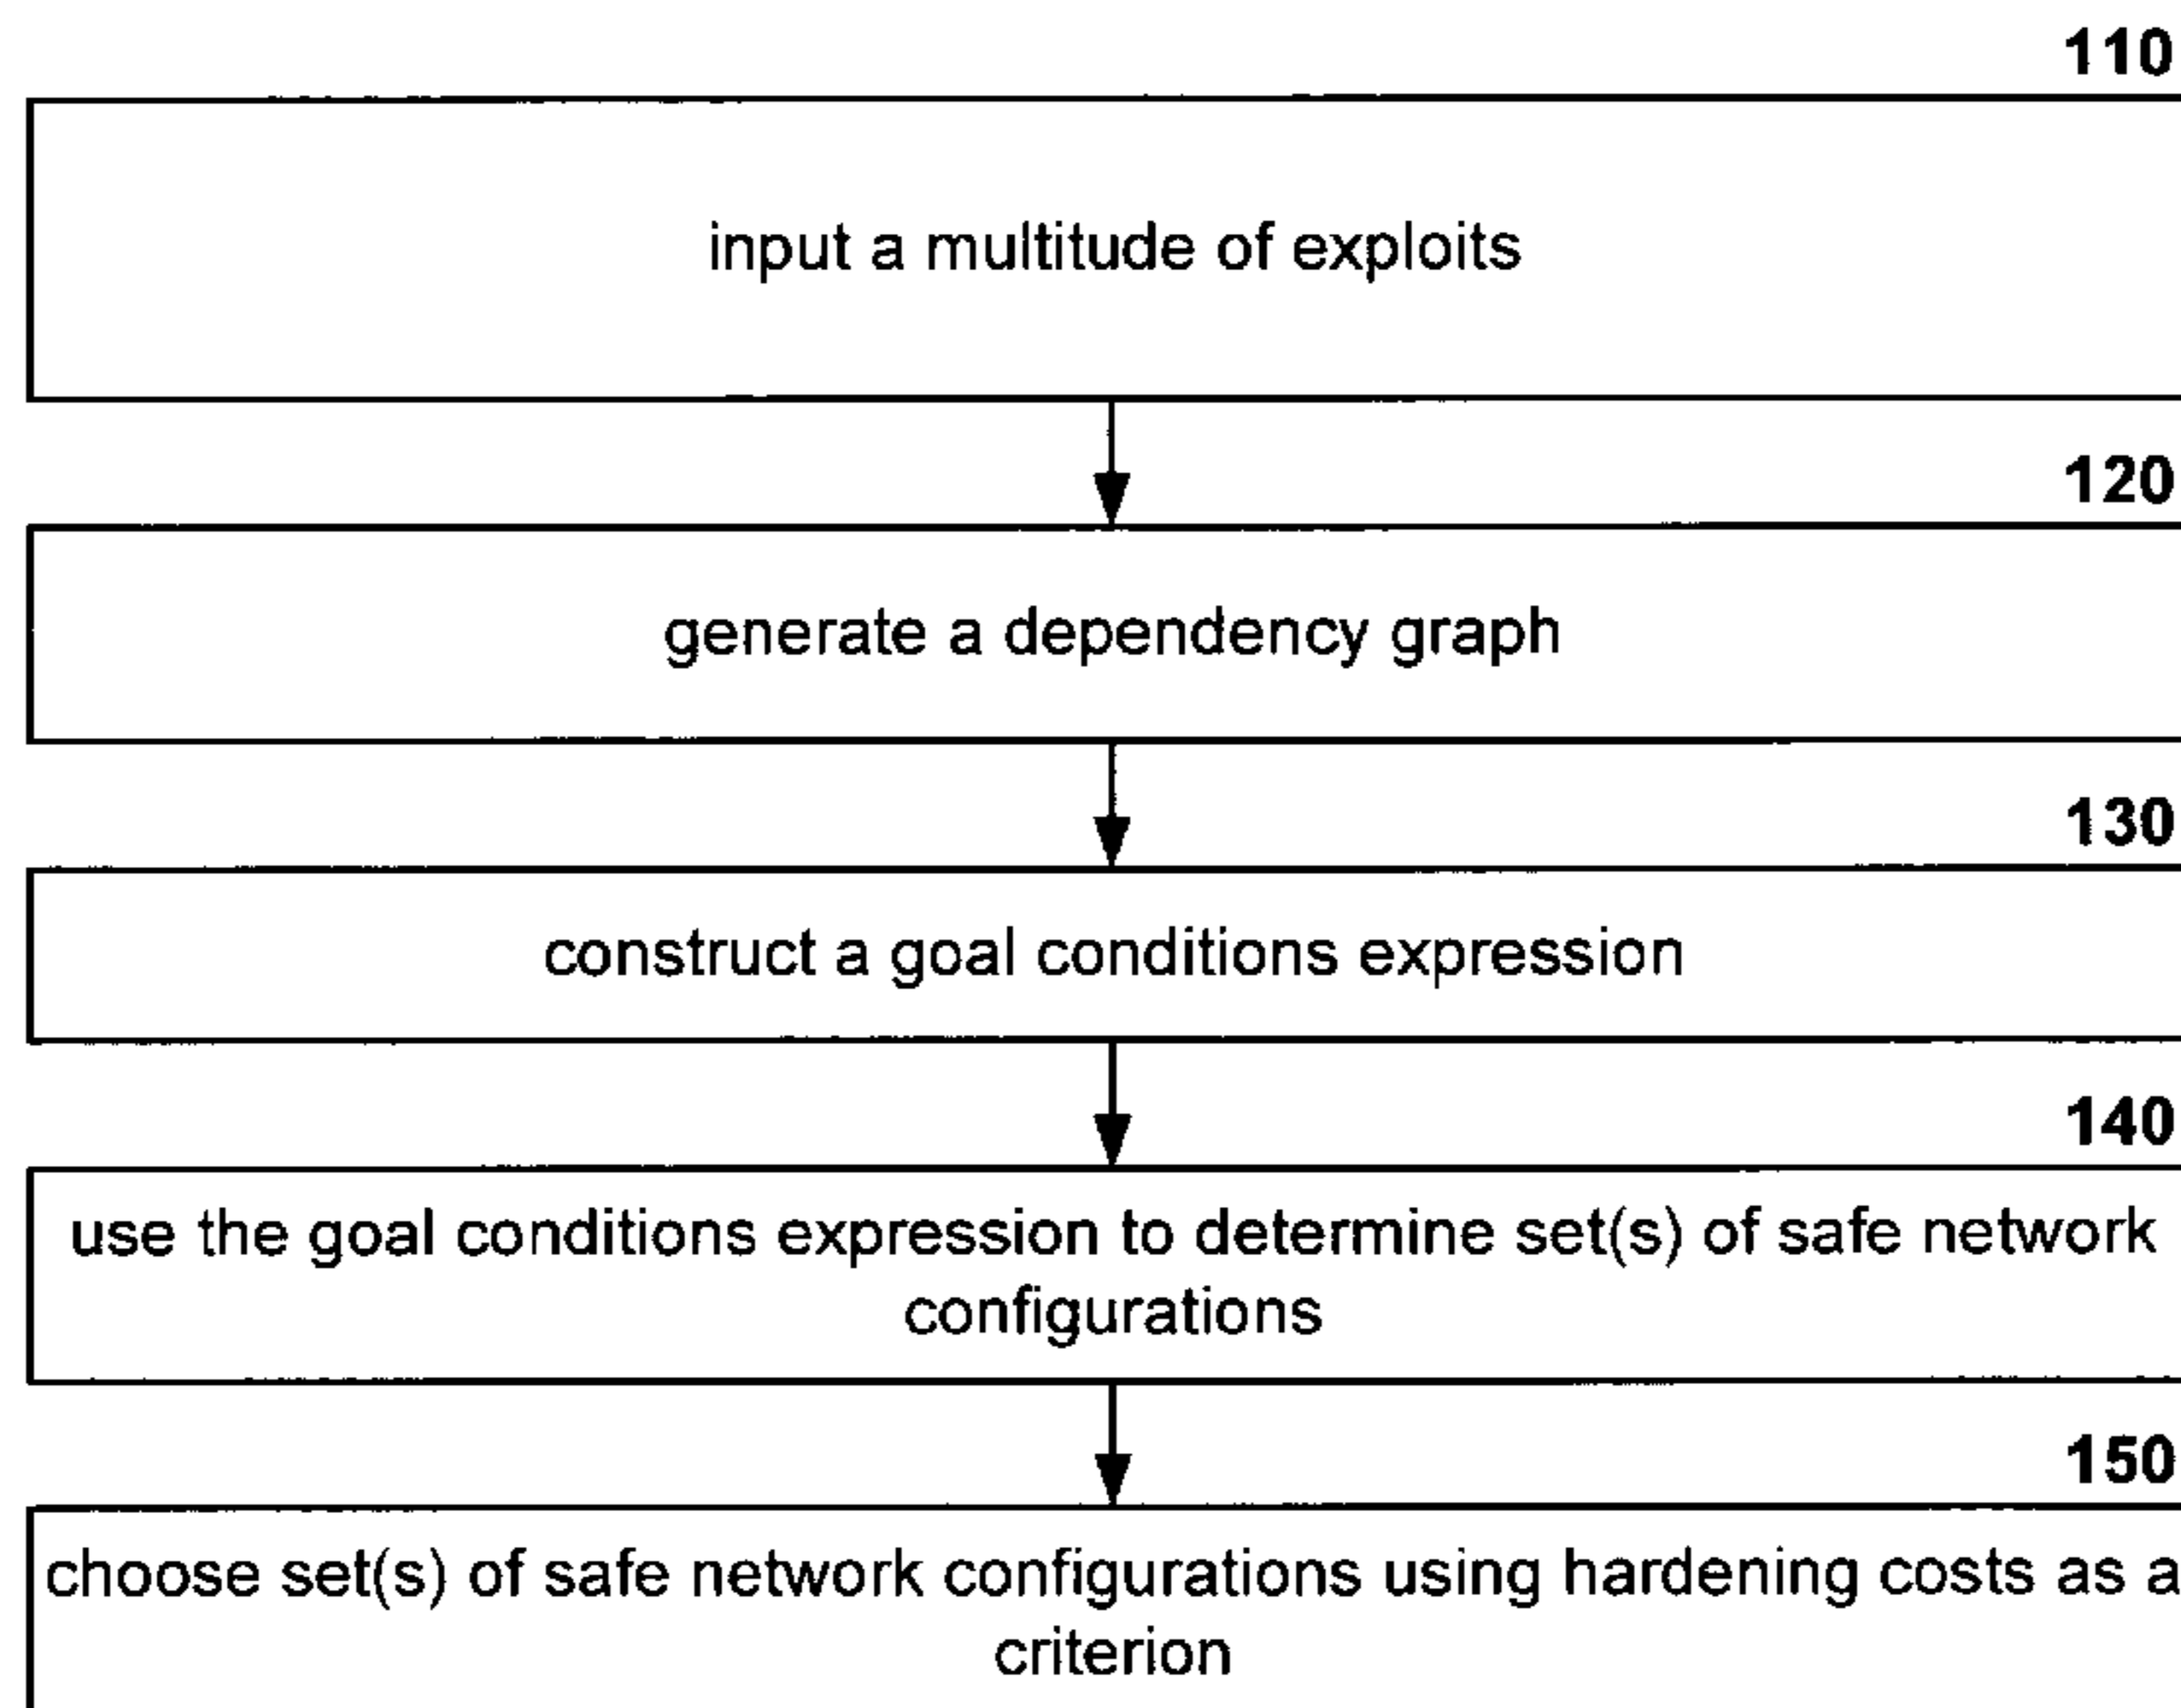 110
input a multitude of exploits
120
generate a dependency graph
130
construct a goal conditions expression
140
use the goal conditions expression to determine set(s) of safe network
configurations
150
choose set(s) of safe network configurations using hardening costs as a
criterion